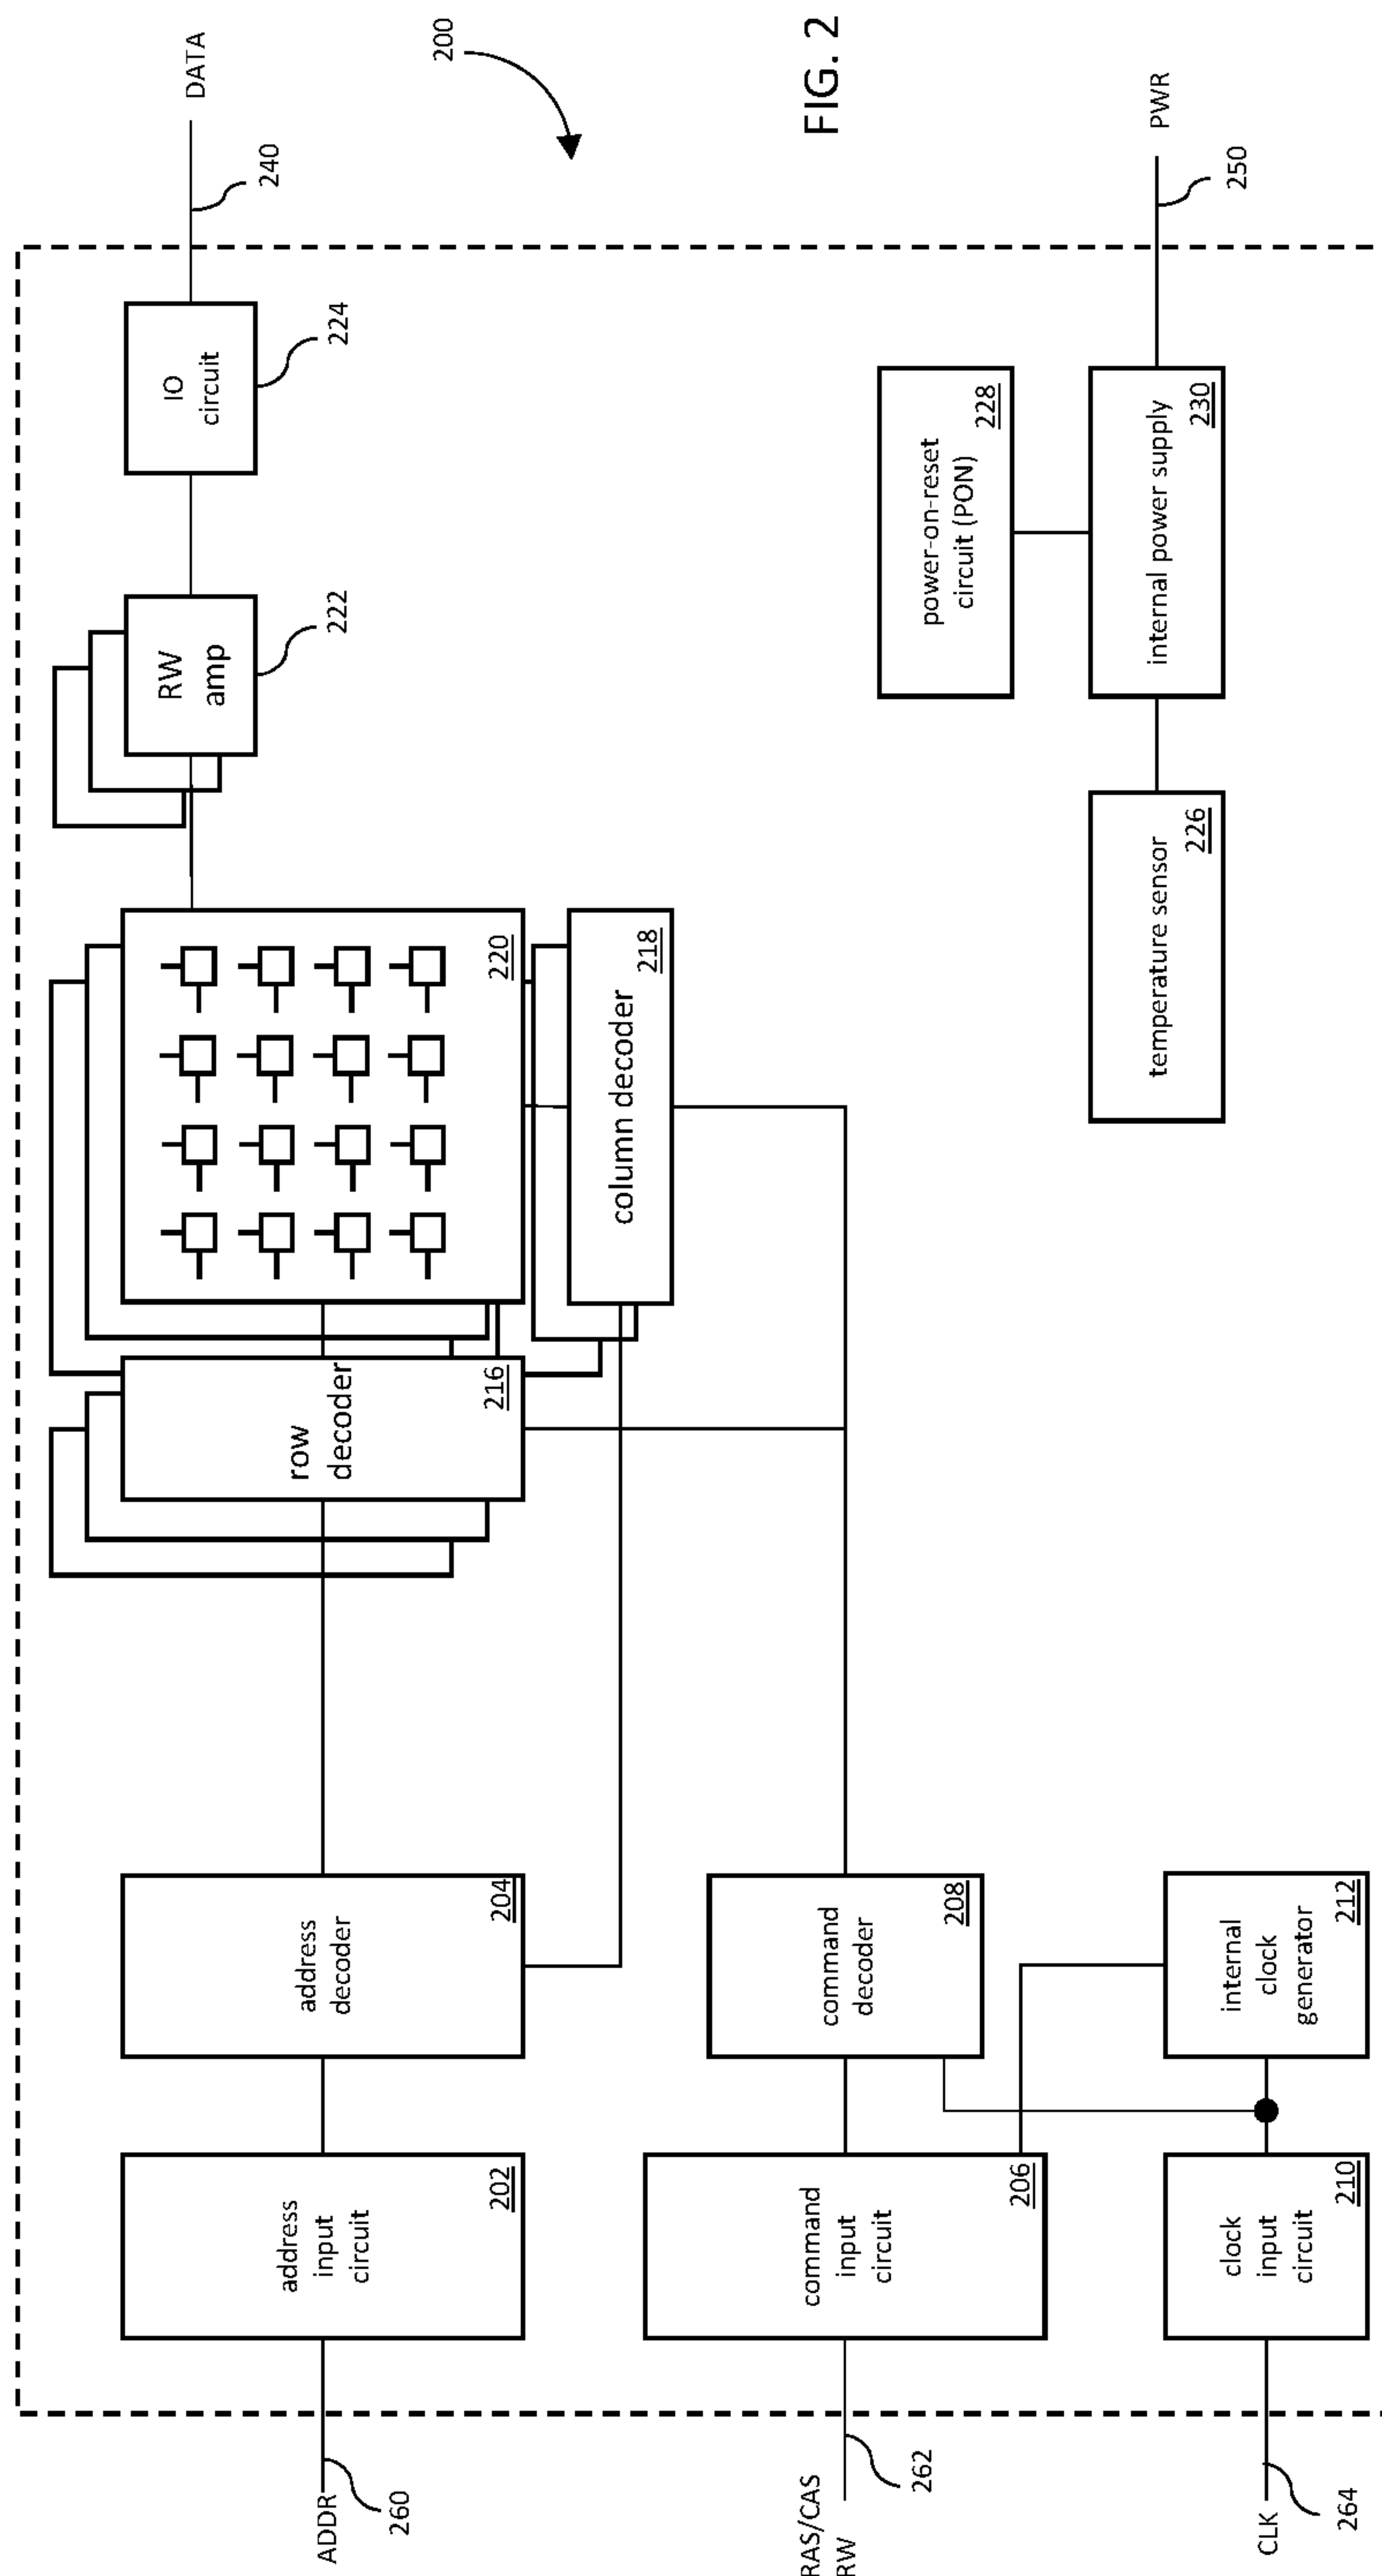 ADDR
260
address
input
circuit
202
address
decoder
204
row
decoder
216
220
column decoder
218
RW
amp
222
IO
circuit
224
DATA
240
200
FIG. 2
RAS/CAS
RW
262
command
input
circuit
206
command
decoder
208
CLK
264
clock
input
circuit
210
internal
clock
generator
212
power-on-reset
circuit (PON)
228
temperature sensor
226
internal power supply
230
PWR
250